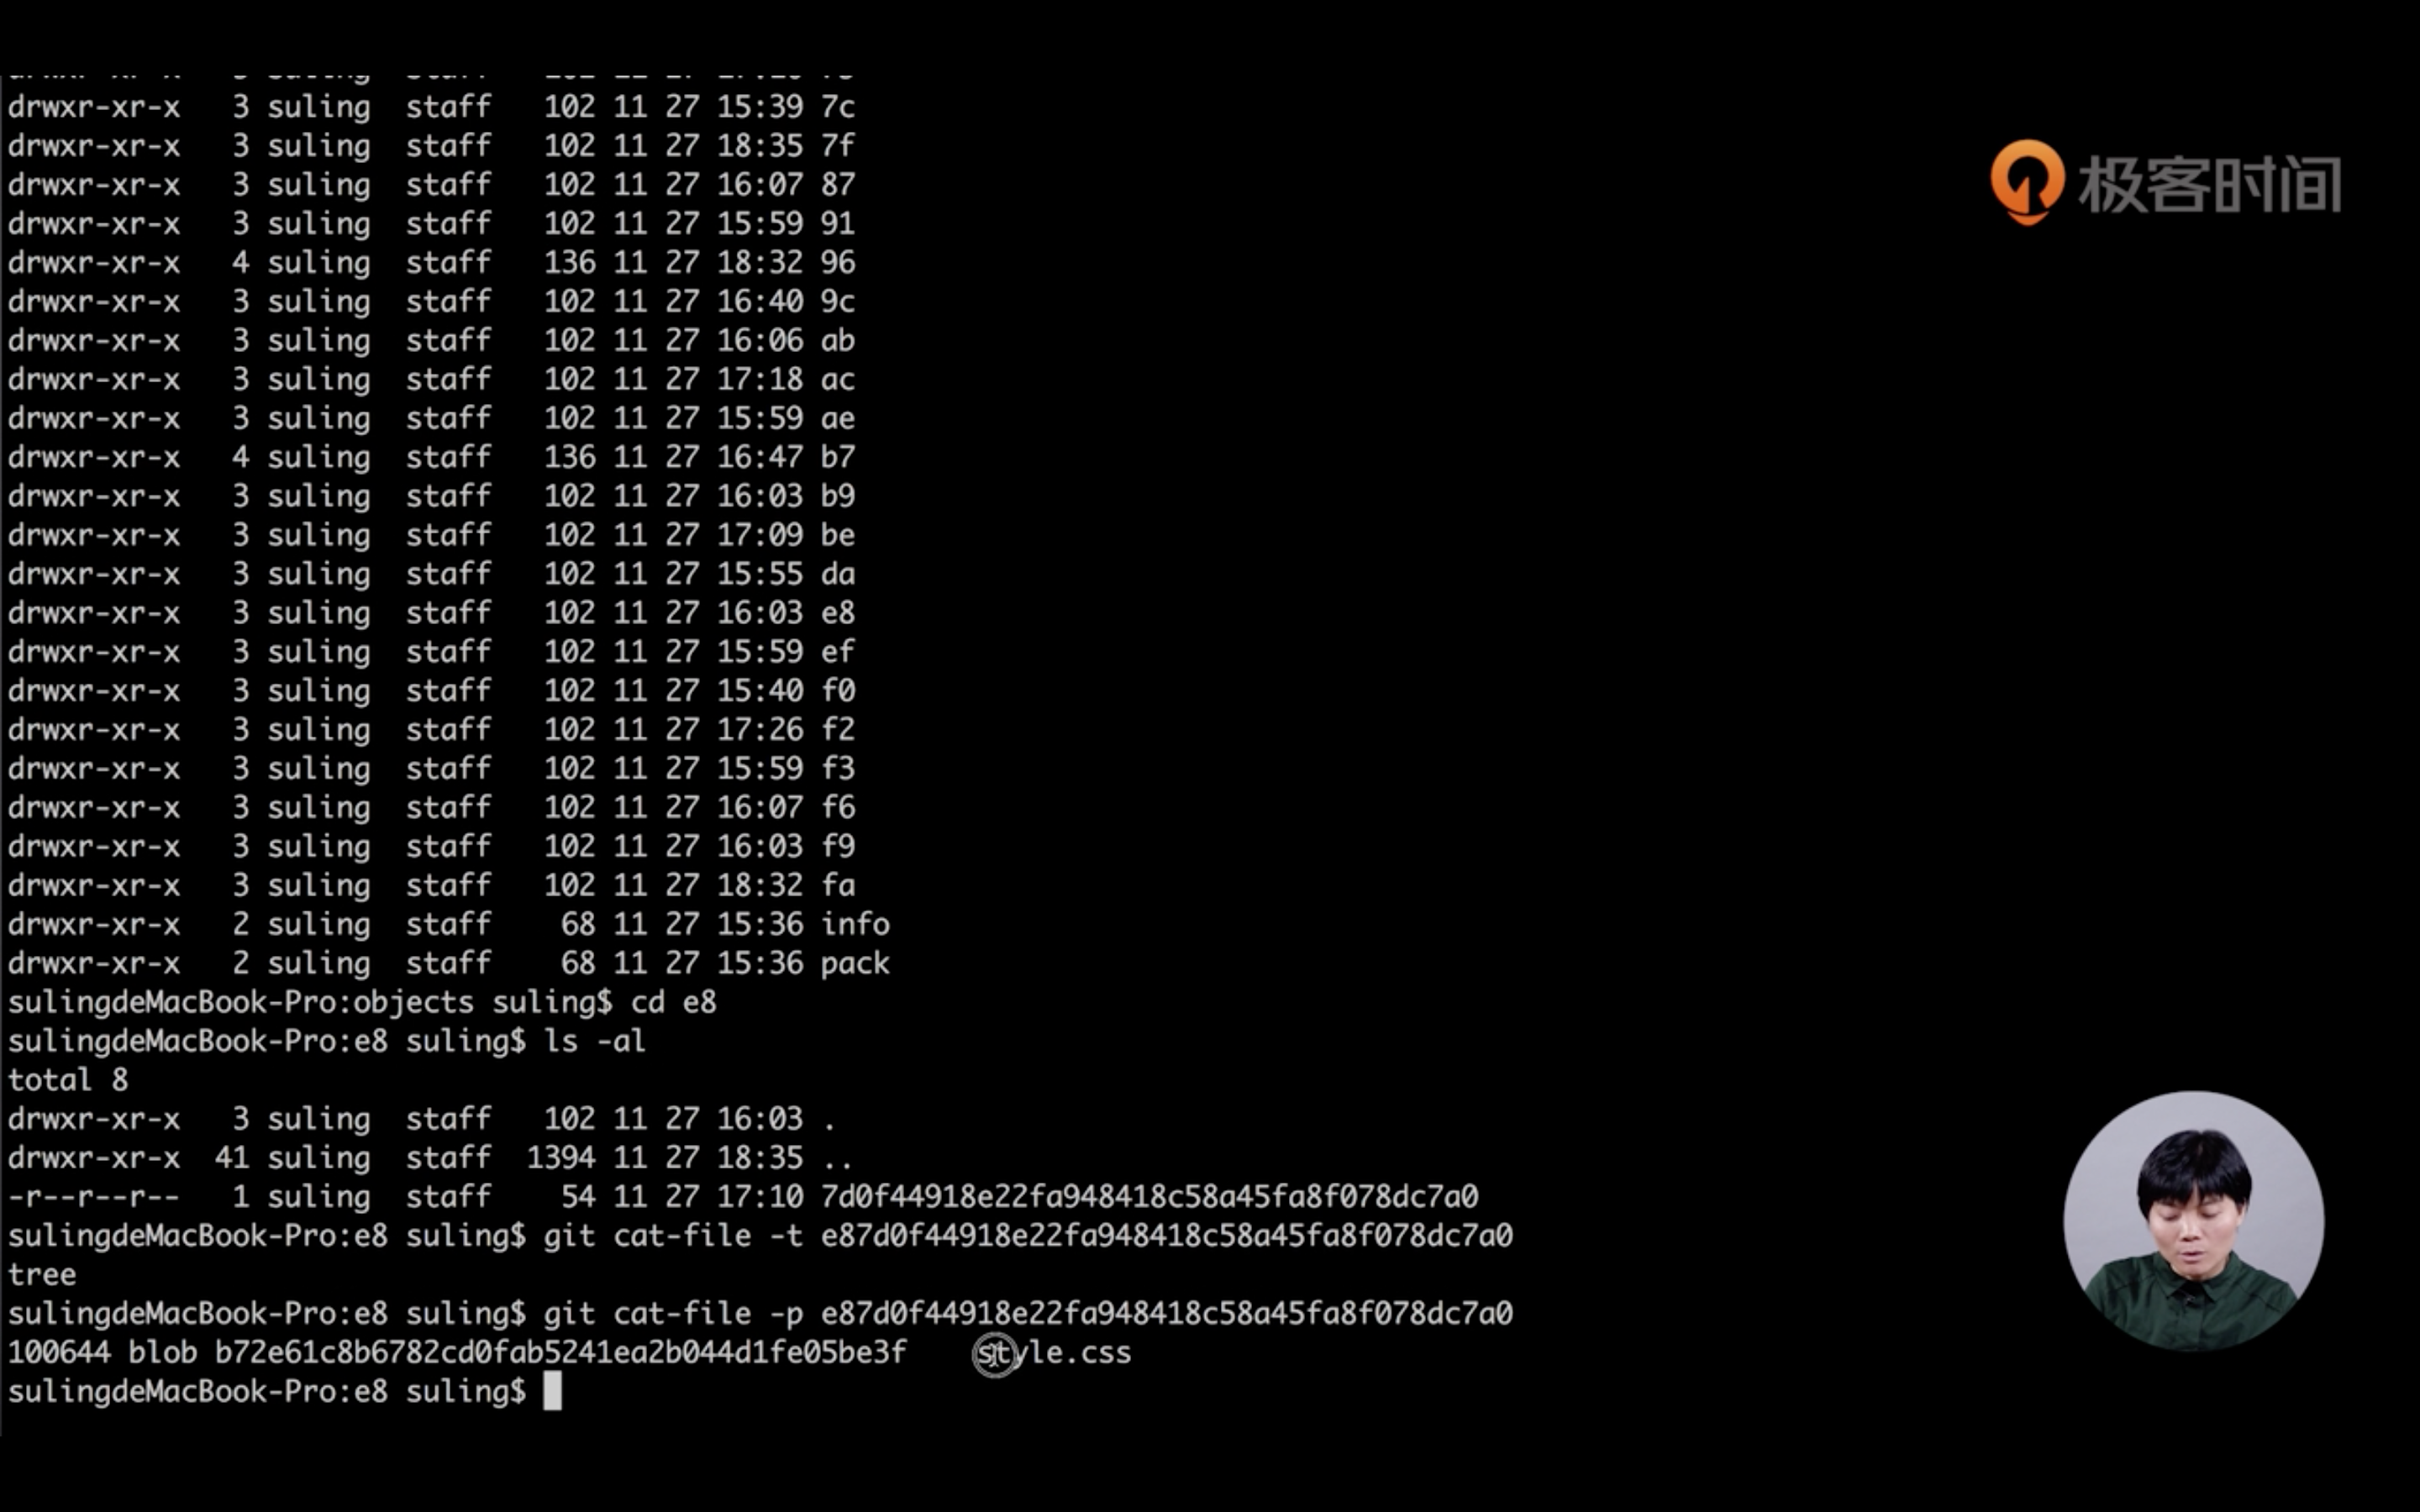 drwxr-xr-x 3 suling staff 102 11 27 15:39 7c
drwxr-xr-x 3 suling staff 102 11 27 18:35 7f
drwxr-xr-x 3 suling staff 102 11 27 16:07 87
drwxr-xr-x 3 suling staff 102 11 27 15:59 91
drwxr-xr-x 4 suling staff 136 11 27 18:32 96
drwxr-xr-x 3 suling staff 102 11 27 16:40 9c
drwxr-xr-x 3 suling staff 102 11 27 16:06 ab
drwxr-xr-x 3 suling staff 102 11 27 17:18 ac
drwxr-xr-x 3 suling staff 102 11 27 15:59 ae
drwxr-xr-x 4 suling staff 136 11 27 16:47 b7
drwxr-xr-x 3 suling staff 102 11 27 16:03 b9
drwxr-xr-x 3 suling staff 102 11 27 17:09 be
drwxr-xr-x 3 suling staff 102 11 27 15:55 da
drwxr-xr-x 3 suling staff 102 11 27 16:03 e8
drwxr-xr-x 3 suling staff 102 11 27 15:59 ef
drwxr-xr-x 3 suling staff 102 11 27 15:40 f0
drwxr-xr-x 3 suling staff 102 11 27 17:26 f2
drwxr-xr-x 3 suling staff 102 11 27 15:59 f3
drwxr-xr-x 3 suling staff 102 11 27 16:07 f6
drwxr-xr-x 3 suling staff 102 11 27 16:03 f9
drwxr-xr-x 3 suling staff 102 11 27 18:32 fa
drwxr-xr-x 2 suling staff 68 11 27 15:36 info
drwxr-xr-x 2 suling staff 68 11 27 15:36 pack
sulingdeMacBook-Pro:objects suling$ cd e8
sulingdeMacBook-Pro:e8 suling$ ls -al
total 8
drwxr-xr-x 3 suling staff 102 11 27 16:03 .
drwxr-xr-x 41 suling staff 1394 11 27 18:35 ..
-r--r--r-- 1 suling staff 54 11 27 17:10 7d0f44918e22fa948418c58a45fa8f078dc7a0
sulingdeMacBook-Pro:e8 suling$ git cat-file -t e87d0f44918e22fa948418c58a45fa8f078dc7a0
tree
sulingdeMacBook-Pro:e8 suling$ git cat-file -p e87d0f44918e22fa948418c58a45fa8f078dc7a0
100644 blob b72e61c8b6782cd0fab5241ea2b044d1fe05be3f style.css
sulingdeMacBook-Pro:e8 suling$
极客时间